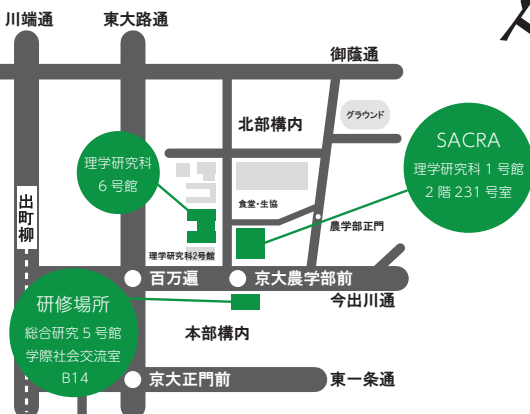 川端通
東大路通
御蔭通
グラウンド
北部構内
SACRA
理学研究科 1 号館
2 階 231 号室
理学研究科
6 号館
食堂・生協
出町柳
農学部正門
理学研究科2号館
百万遍
京大農学部前
今出川通
研修場所
総合研究 5 号館
学際社会交流室
B14
本部構内
京大正門前
東一条通